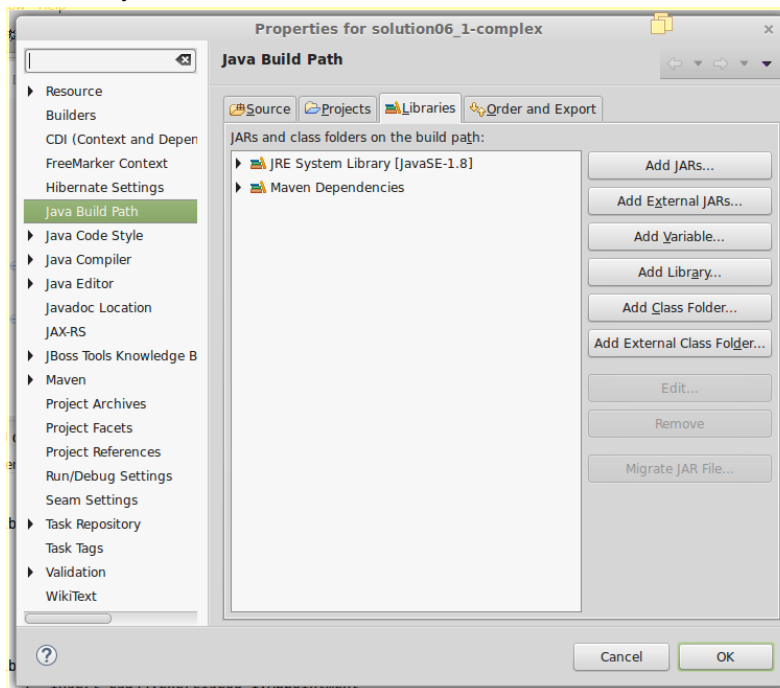 Properties for solution06_1-complex
Java Build Path
Resource
Builders
CDI (Context and Depen
FreeMarker Context
Hibernate Settings
Java Build Path
Java Code Style
Java Compiler
Java Editor
Javadoc Location
JAX-RS
JBoss Tools Knowledge B
Maven
Project Archives
Project Facets
Project References
Run/Debug Settings
Seam Settings
Task Repository
Task Tags
Validation
WikiText
Source Projects Libraries Order and Export
JARs and class folders on the build path:
JRE System Library [JavaSE-1.8]
Maven Dependencies
Add JARs...
Add External JARs...
Add Variable...
Add Library...
Add Class Folder...
Add External Class Folder...
Edit...
Remove
Migrate JAR File...
Cancel OK